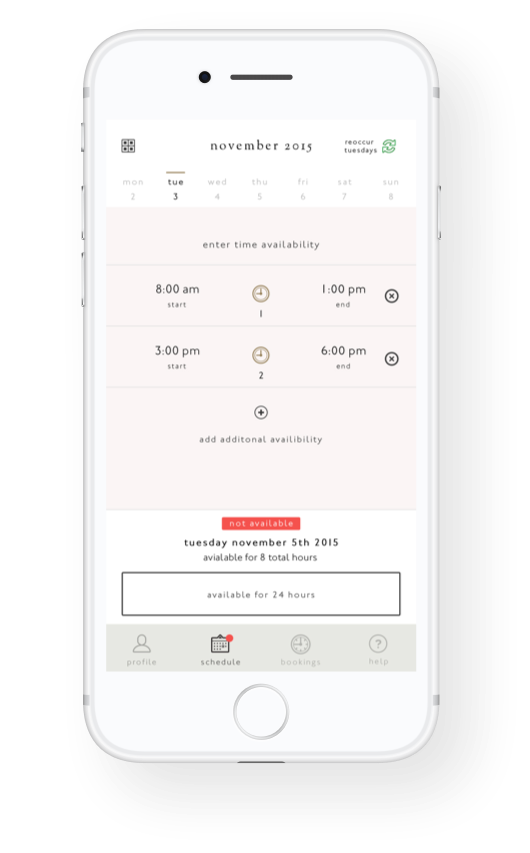 november 2015
reoccur
tuesdays
mon tue wed thu fri sat sun
2 3 4 5 6 7 8
enter time availability
8:00 am 1:00 pm
start end
1
3:00 pm 6:00 pm
start end
2
add additonal availibility
not available
tuesday november 5th 2015
avialable for 8 total hours
available for 24 hours
profile schedule bookings help